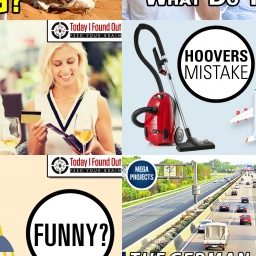 ?
WHAT DO
Today I Found Out
FEED YOUR BRAIN
HOOVERS
MISTAKE
Today I Found Out
FEED YOUR BRAIN
MEGA
PROJECTS
FUNNY?
THE GERMAN